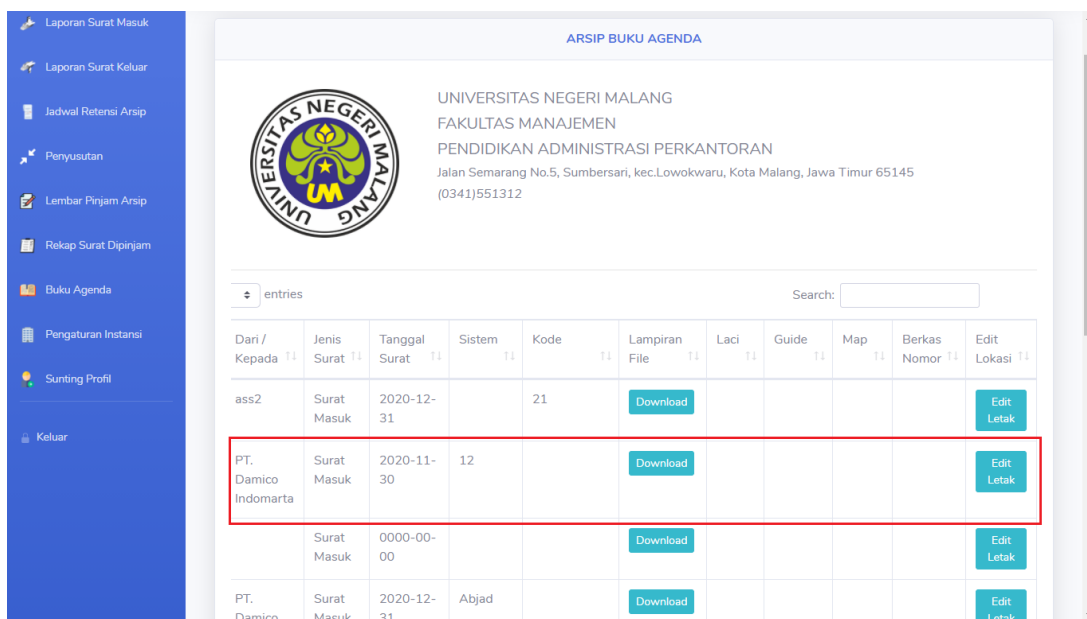 Laporan Surat Masuk
Laporan Surat Keluar
Jadwal Retensi Arsip
Penyusutan
Lembar Pinjam Arsip
Rekap Surat Dipinjam
Buku Agenda
Pengaturan Instansi
Sunting Profil
Keluar
ARSIP BUKU AGENDA
UNIVERSITAS NEGERI MALANG
UM
UNIVERSITAS NEGERI MALANG
FAKULTAS MANAJEMEN
PENDIDIKAN ADMINISTRASI PERKANTORAN
Jalan Semarang No.5, Sumbersari, kec.Lowokwaru, Kota Malang, Jawa Timur 65145
(0341)551312
entries
Search:
Dari / Jenis Tanggal Sistem Kode Lampiran Laci Guide Map Berkas Edit
Kepada Surat Surat File Nomor Lokasi
ass2 Surat 2020-12- 21 Download Edit
Masuk 31 Letak
PT. Surat 2020-11- 12 Download Edit
Damico Masuk 30 Letak
Indomarta
Surat 0000-00- Download Edit
Masuk 00 Letak
PT. Surat 2020-12- Abjad Download Edit
Damico Masuk 31 Letak